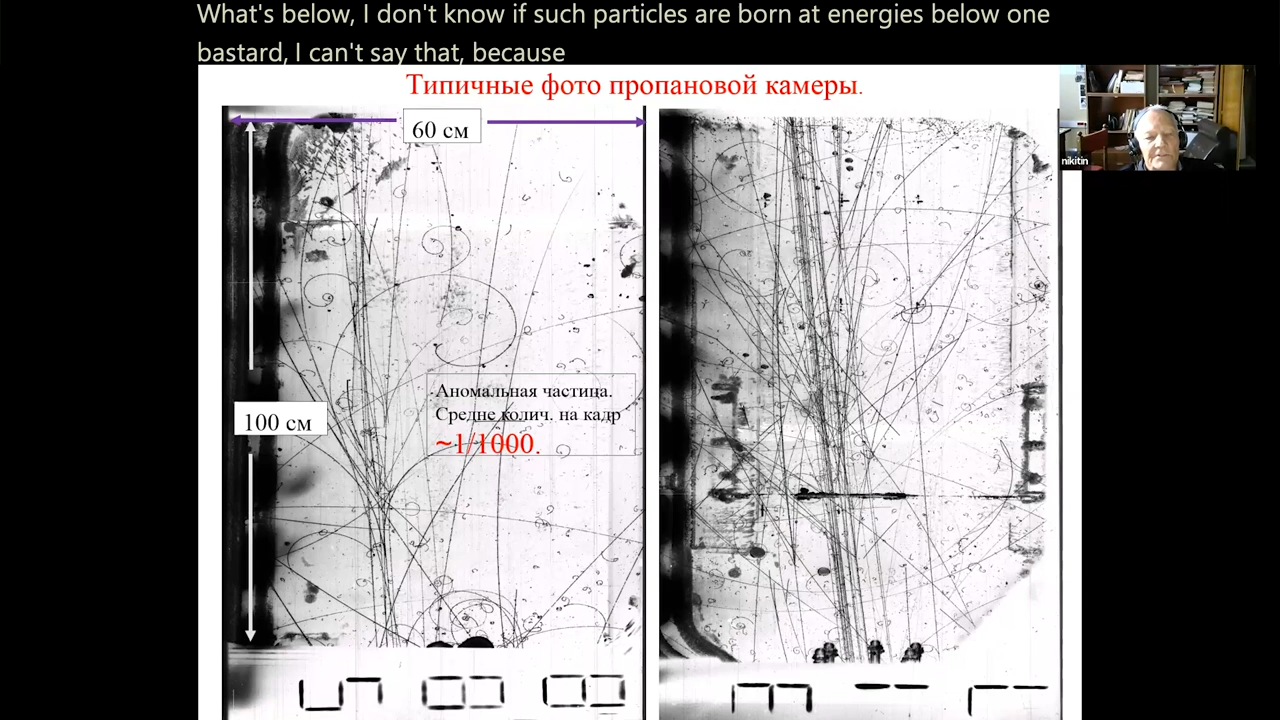 What's below, I don't know if such particles are born at energies below one
bastard, I can't say that, because
Типичные фото пропановой камеры.
60 см
nikitin
Аномальная частица.
Средне колич. на кадр
~1/1000.
100 см